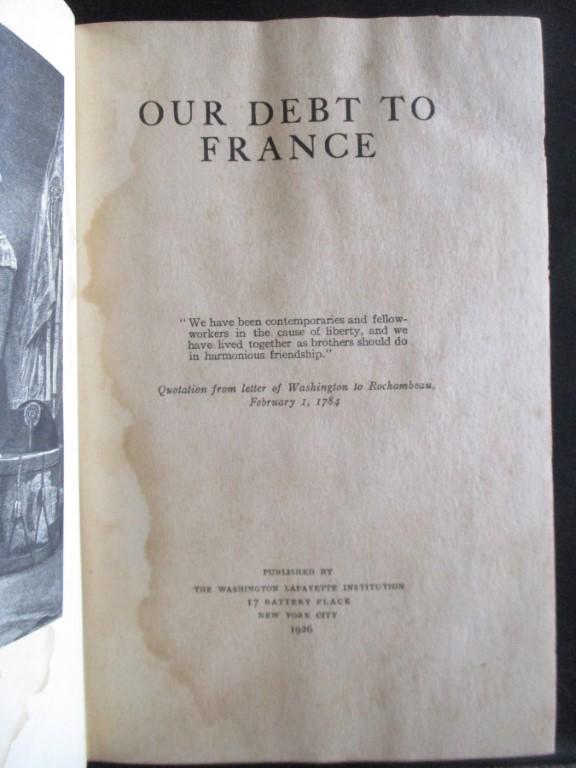 OUR DEBT TO
FRANCE
"We have been contemporaries and fellow-
workers in the cause of liberty, and we
have lived together as brothers should do
in harmonious friendship."
Quotation from letter of Washington to Rochambeau,
February 1, 1784
PUBLISHED BY
THE WASHINGTON LAFAYETTE INSTITUTION
17 BATTERY PLACE
NEW YORK CITY
1926